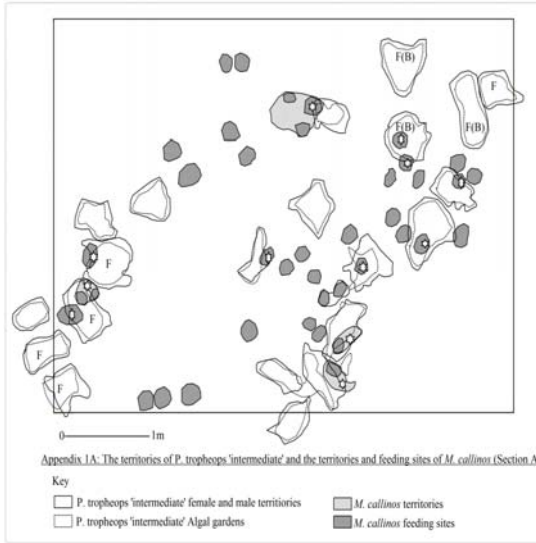 F(B)
F
F(B)
F(B)
F
F
F
F
0 1m
Appendix 1A: The territories of P. tropheops 'intermediate' and the territories and feeding sites of M. callinos (Section A
Key
P. tropheops 'intermediate' female and male territiories
M. callinos territories
P. tropheops 'intermediate' Algal gardens
M. callinos feeding sites